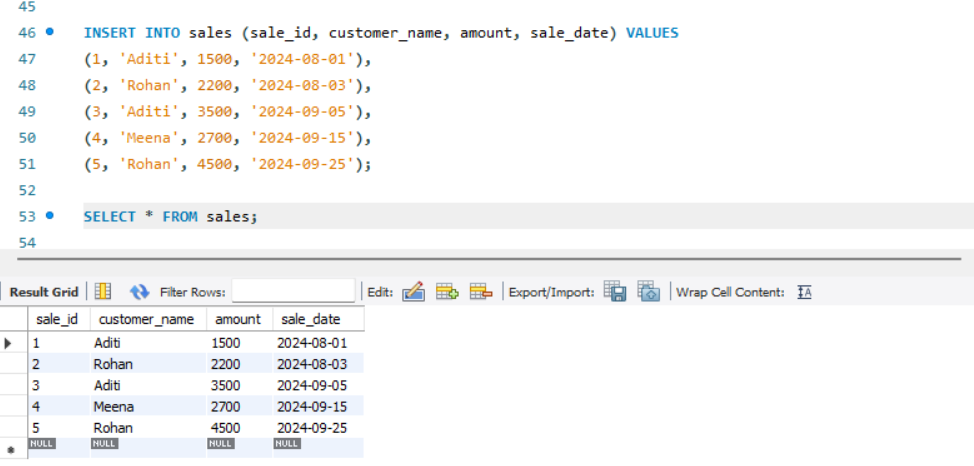 45
46 INSERT INTO sales (sale_id, customer_name, amount, sale_date) VALUES
47 (1, 'Aditi', 1500, '2024-08-01'),
48 (2, 'Rohan', 2200, '2024-08-03'),
49 (3, 'Aditi', 3500, '2024-09-05'),
50 (4, 'Meena', 2700, '2024-09-15'),
51 (5, 'Rohan', 4500, '2024-09-25');
52
53 SELECT * FROM sales;
54
Result Grid Filter Rows: Edit: Export/Import: Wrap Cell Content: IA
sale_id customer_name amount sale_date
1 Aditi 1500 2024-08-01
2 Rohan 2200 2024-08-03
3 Aditi 3500 2024-09-05
4 Meena 2700 2024-09-15
5 Rohan 4500 2024-09-25
NULL NULL NULL NULL